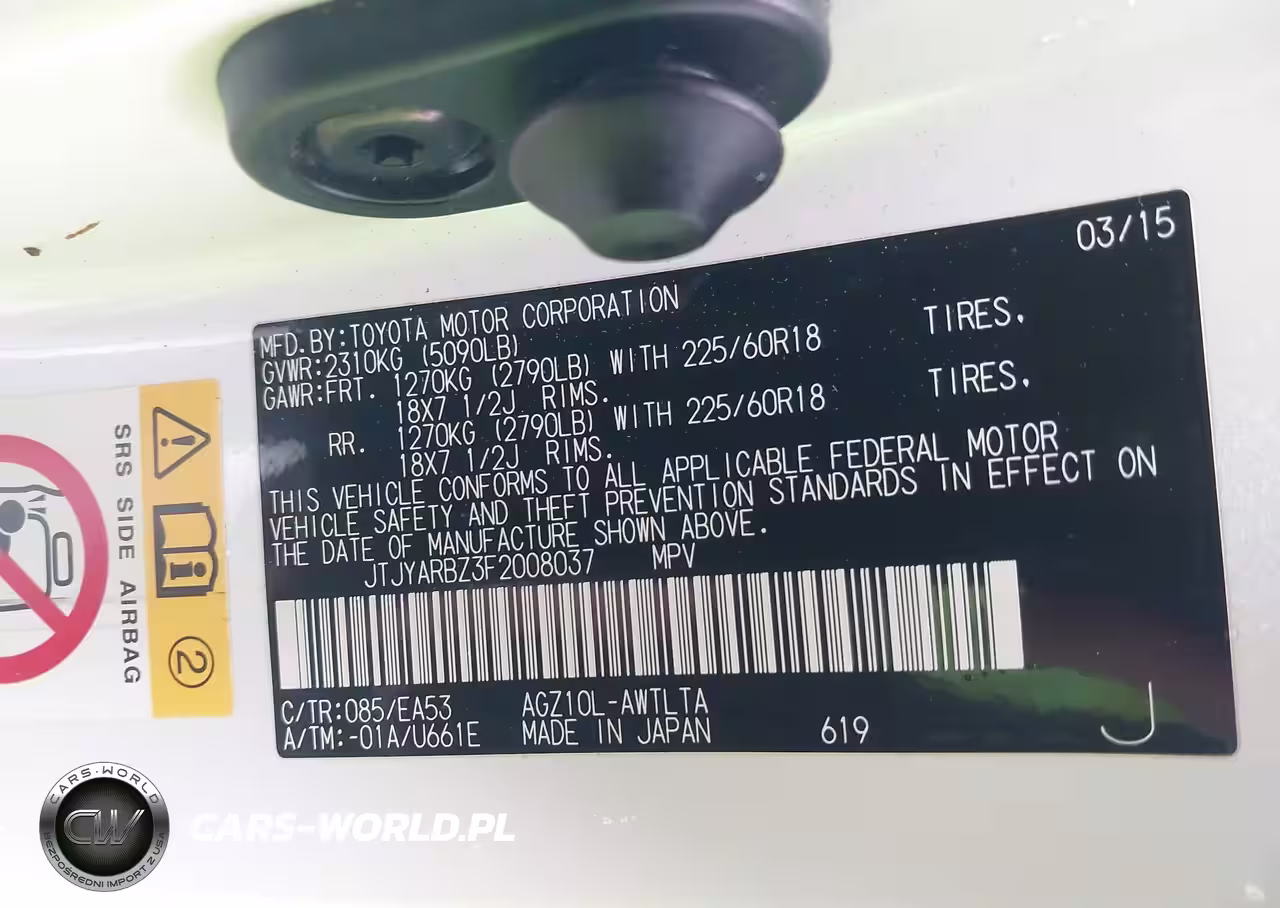 03/15
MFD.BY:TOYOTA MOTOR CORPORATION
GVWR:2310KG (5090LB)
GAWR:FRT. 1270KG (2790LB) WITH 225/60R18 TIRES.
18X7 1/2J RIMS.
RR. 1270KG (2790LB) WITH 225/60R18 TIRES.
18X7 1/2J RIMS.
THIS VEHICLE CONFORMS TO ALL APPLICABLE FEDERAL MOTOR
VEHICLE SAFETY AND THEFT PREVENTION STANDARDS IN EFFECT ON
THE DATE OF MANUFACTURE SHOWN ABOVE.
JTJYARBZ3F2008037 MPV
C/TR:085/EA53 AGZ10L-AWTLTA
A/TM:-01A/U661E MADE IN JAPAN 619
J
SRS SIDE AIRBAG
2
CARS-WORLD
CW
BEZPOŚREDNI IMPORT Z USA
CARS-WORLD.PL